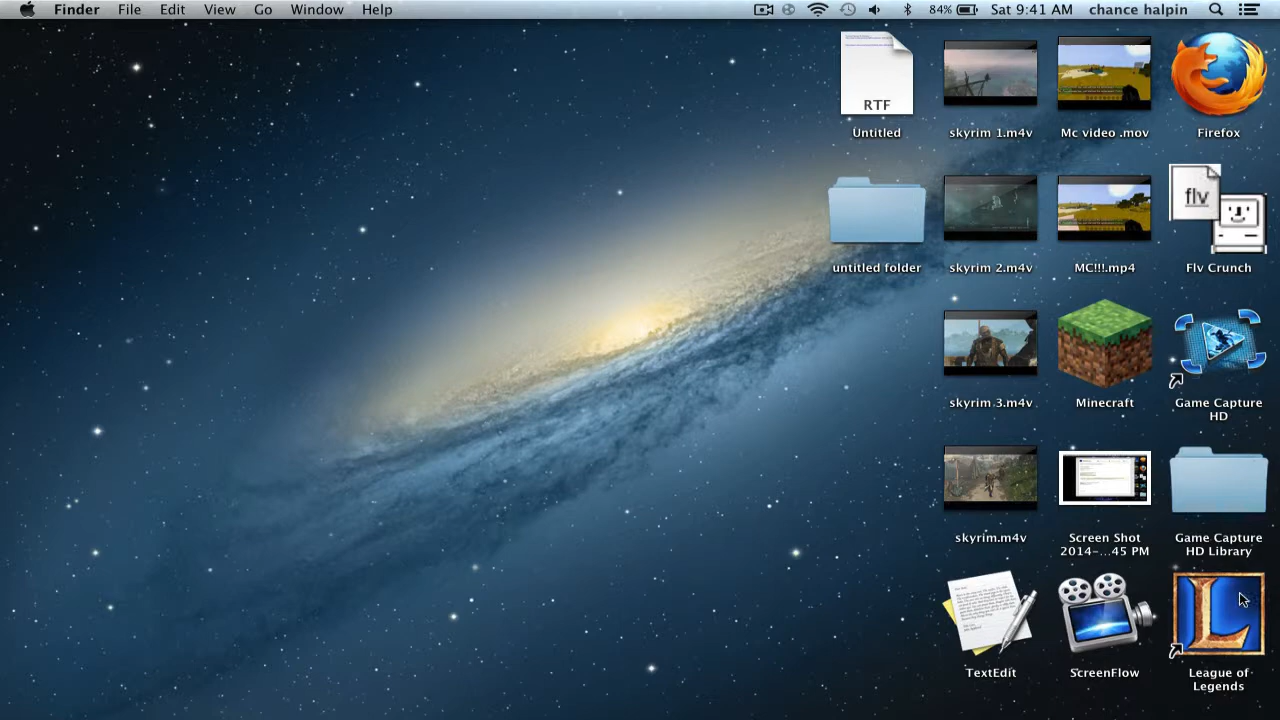 Finder File Edit View Go Window Help 84% Sat 9:41 AM chance halpin
RTF
Untitled
skyrim 1.m4v
Mc video .mov
Firefox
flv
untitled folder
skyrim 2.m4v
MC!!!.mp4
Flv Crunch
skyrim 3.m4v
Minecraft
Game Capture
HD
skyrim.m4v
Screen Shot
2014-...45 PM
Game Capture
HD Library
L
TextEdit
ScreenFlow
League of
Legends